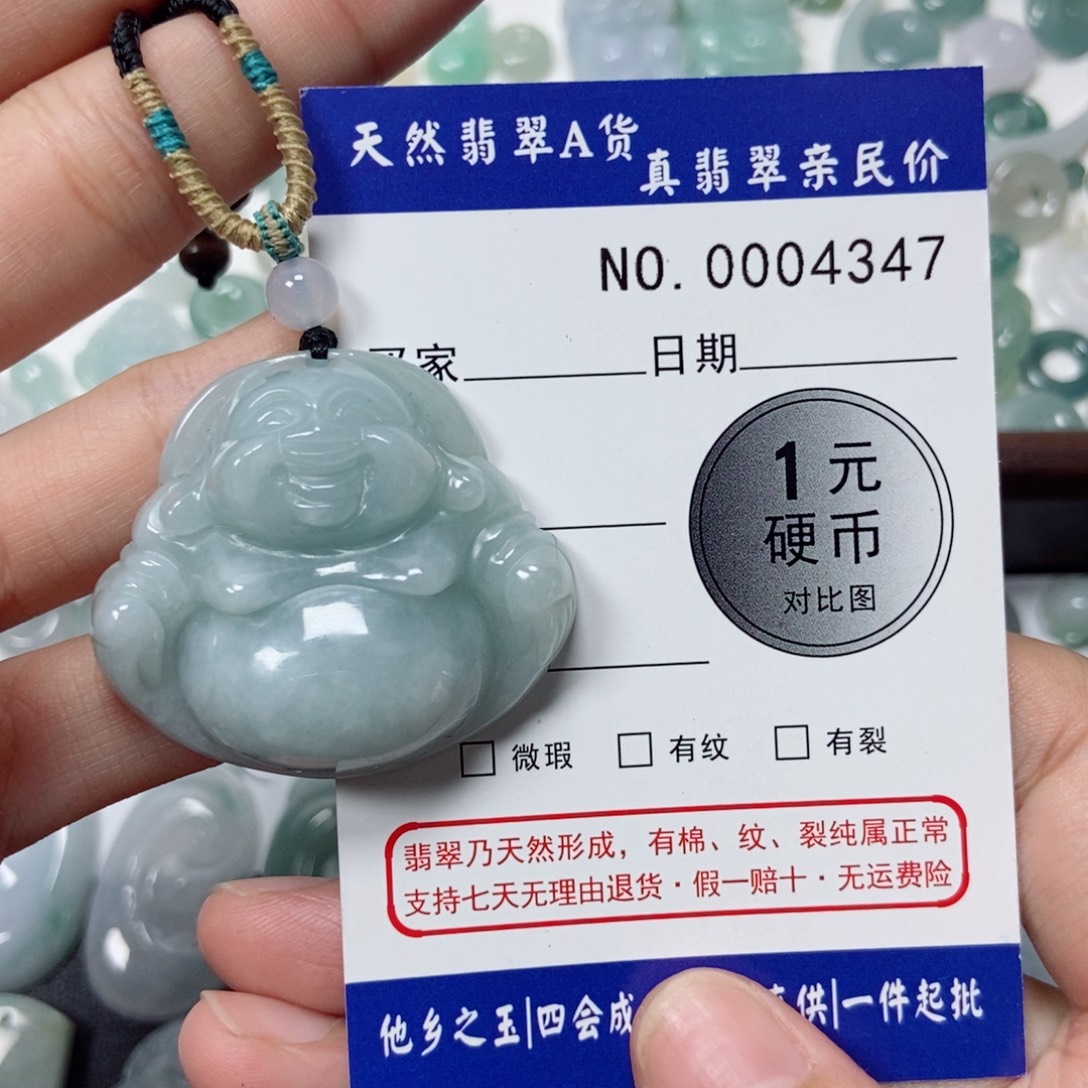 天然翡翠A货
真翡翠亲民价
NO. 0004347
家 日期
1元
硬币
对比图
微瑕 有纹 有裂
翡翠乃天然形成，有棉、纹、裂纯属正常
支持七天无理由退货·假一赔十·无运费险
他乡之玉|四会成 供|一件起批